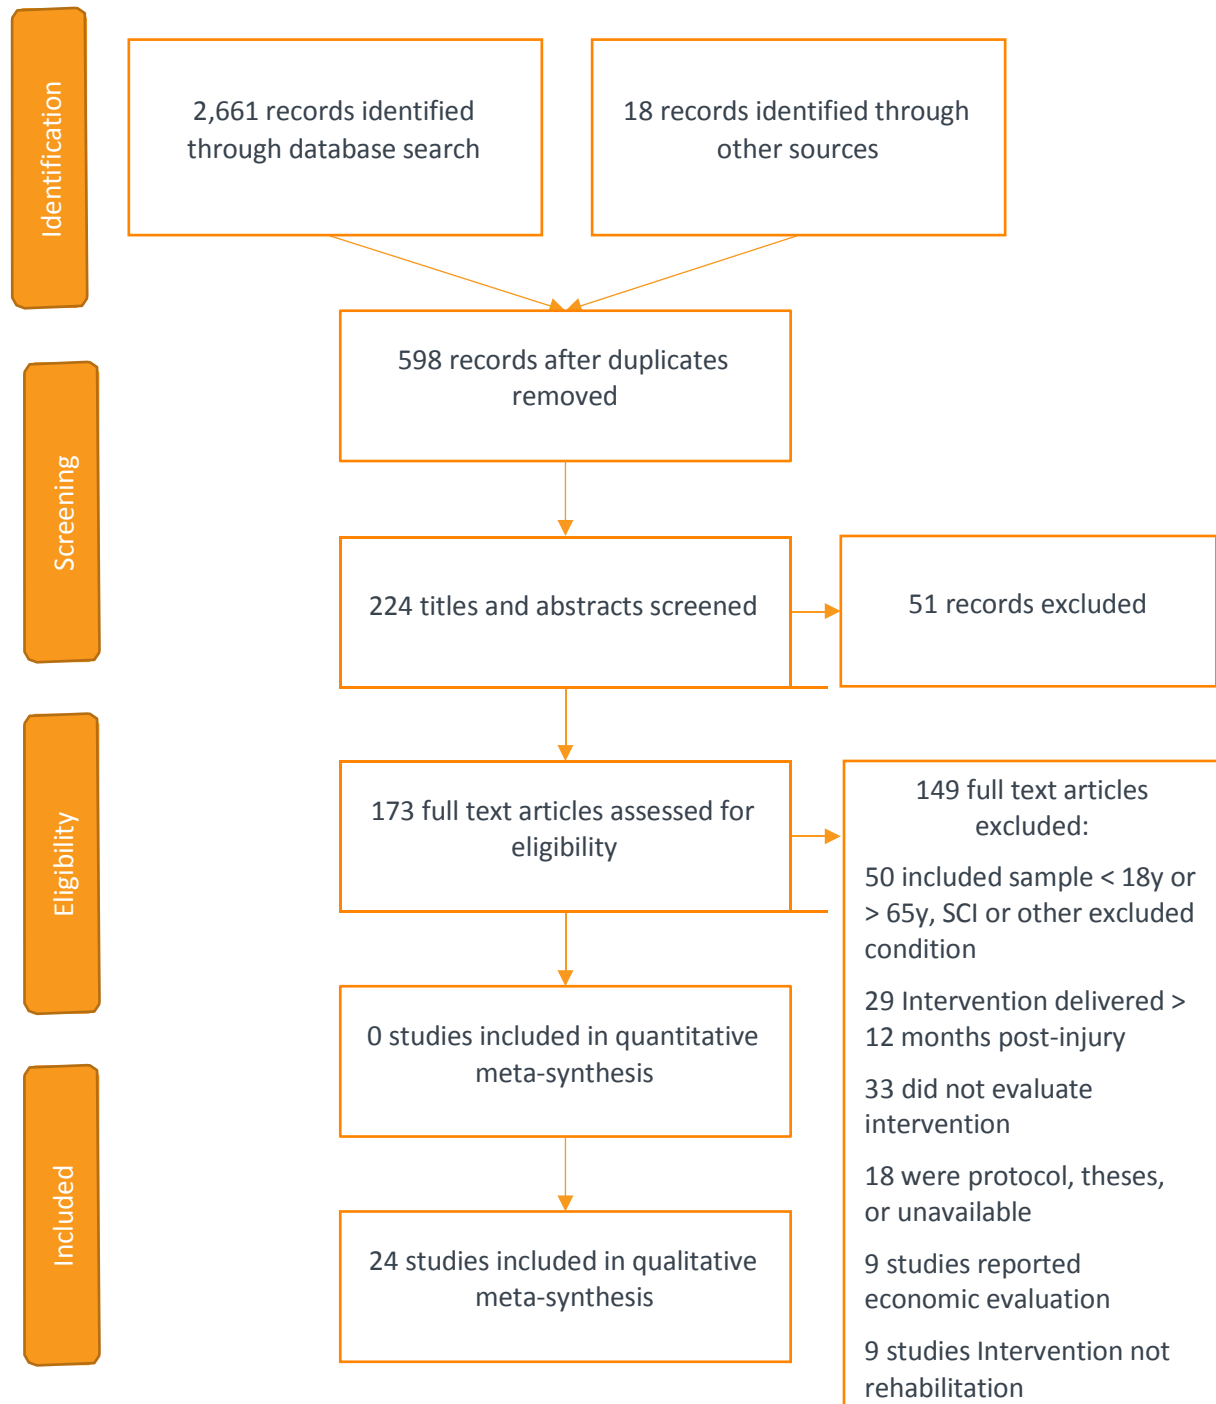 Identification
2,661 records identified
through database search
18 records identified through
other sources
598 records after duplicates
removed
Screening
224 titles and abstracts screened
51 records excluded
Eligibility
173 full text articles assessed for
eligibility
149 full text articles
excluded:
50 included sample < 18y or
> 65y, SCI or other excluded
condition
29 Intervention delivered >
12 months post-injury
33 did not evaluate
intervention
18 were protocol, theses,
or unavailable
9 studies reported
economic evaluation
9 studies Intervention not
rehabilitation
0 studies included in quantitative
meta-synthesis
Included
24 studies included in qualitative
meta-synthesis